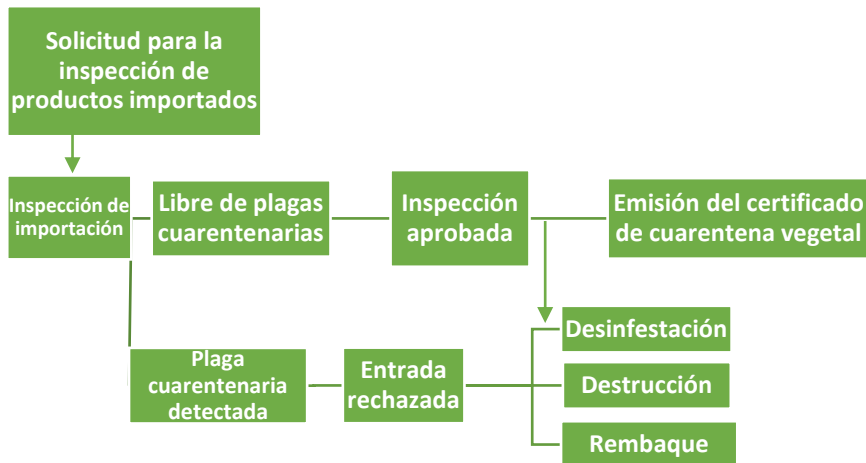 Solicitud para la
inspección de
productos importados
Inspección de
importación
Libre de plagas
cuarentenarias
Inspección
aprobada
Emisión del certificado
de cuarentena vegetal
Plaga
cuarentenaria
detectada
Entrada
rechazada
Desinfestación
Destrucción
Rembaque